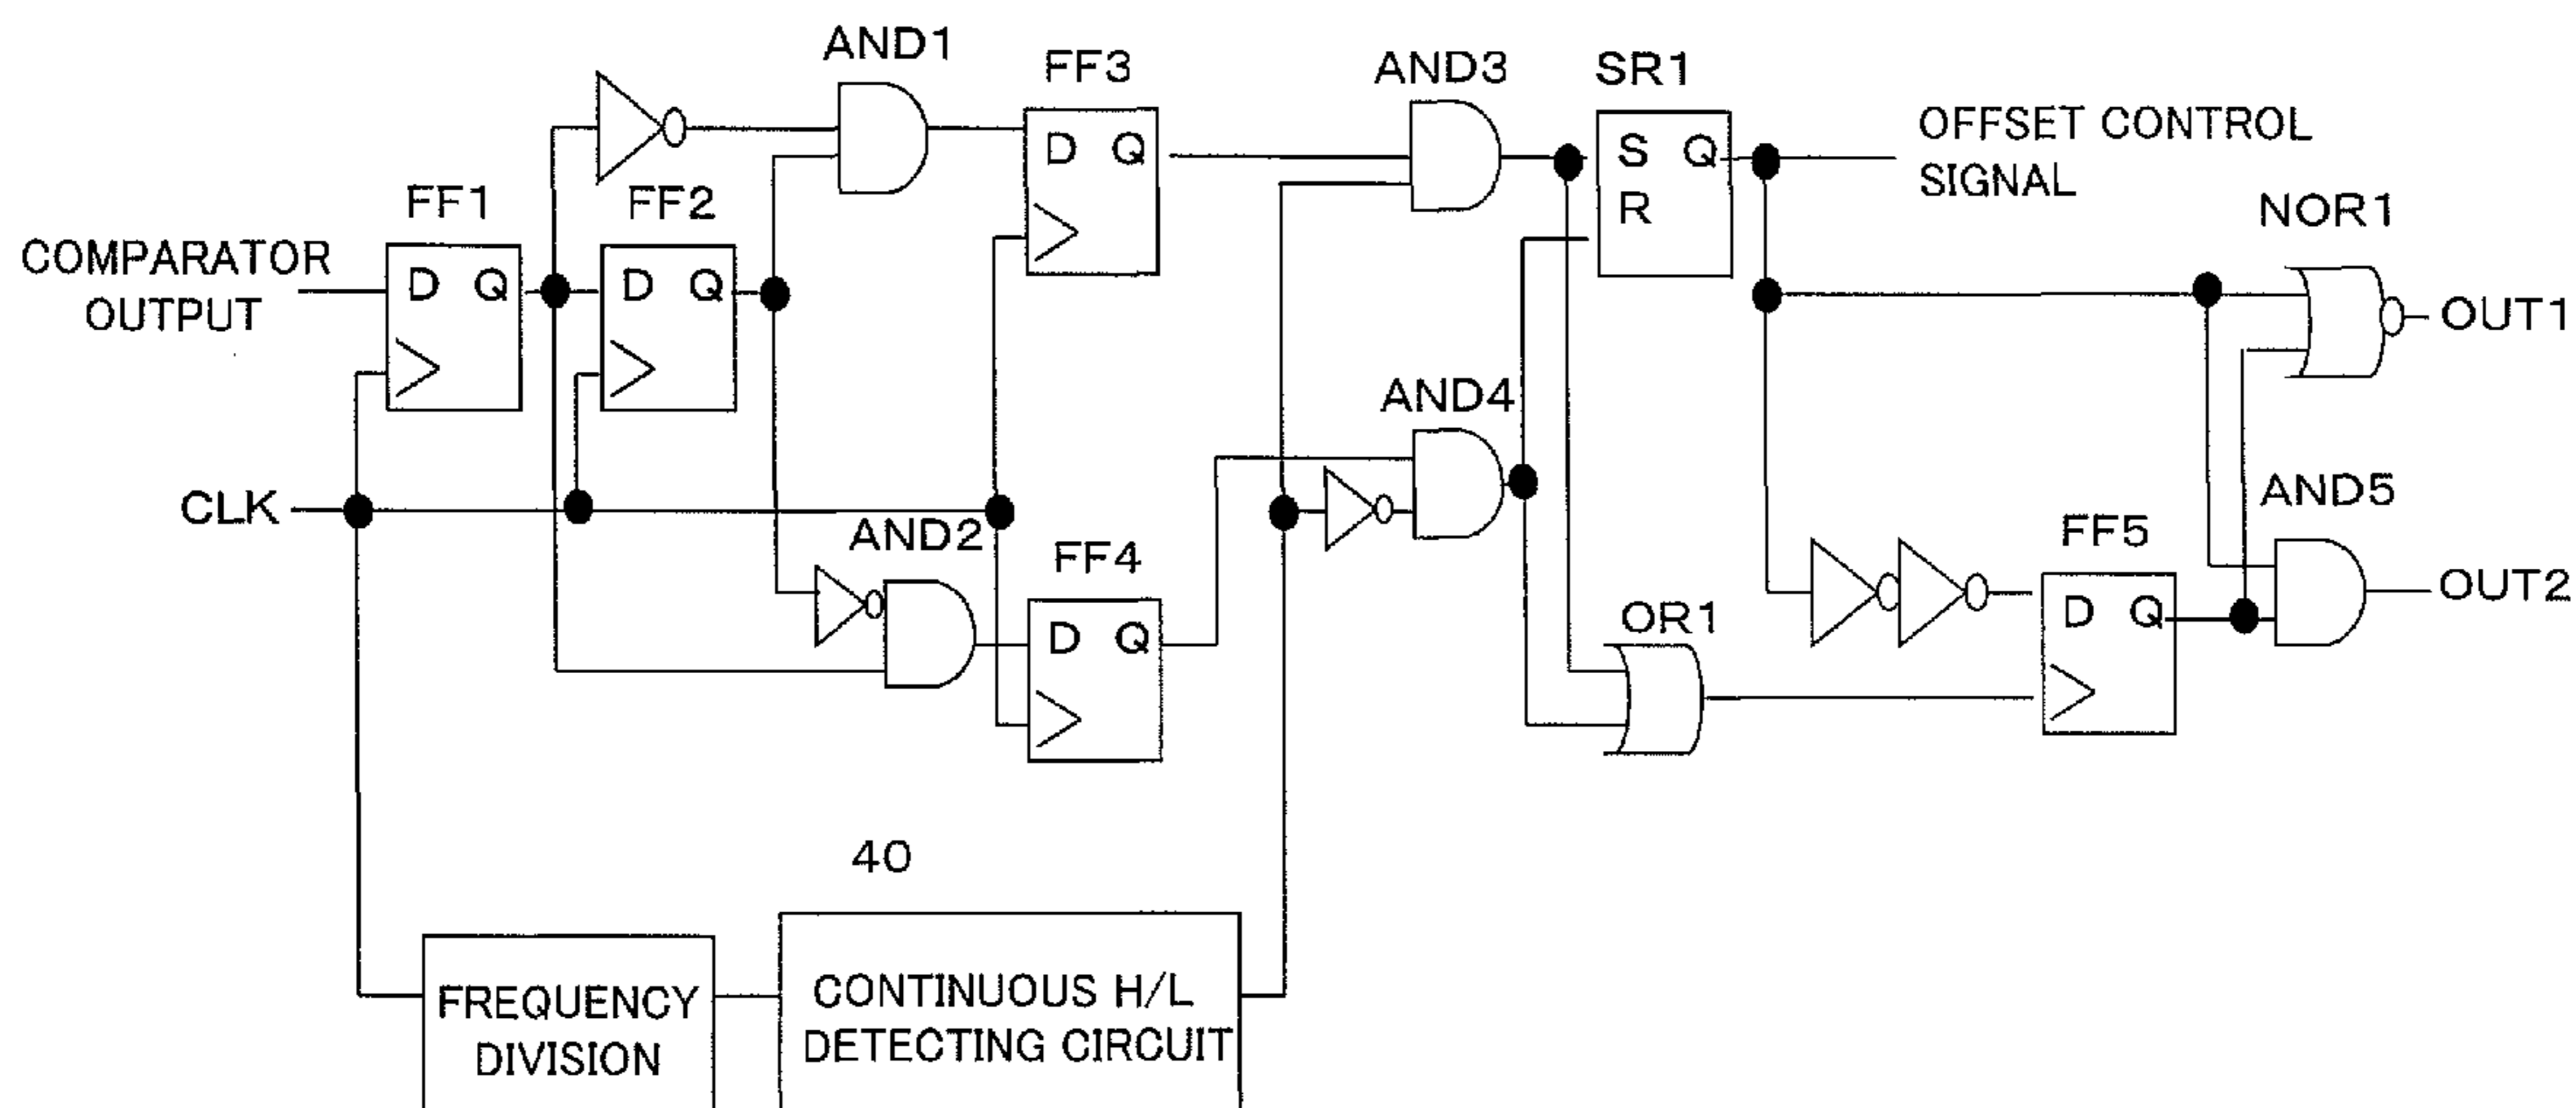 AND1
FF3
AND3
SR1
D Q
S Q
R
OFFSET CONTROL
SIGNAL
FF1
FF2
NOR1
COMPARATOR
OUTPUT
D Q
D Q
OUT1
AND4
CLK
AND2
FF4
AND5
FF5
OUT2
D Q
OR1
D Q
40
FREQUENCY
DIVISION
CONTINUOUS H/L
DETECTING CIRCUIT